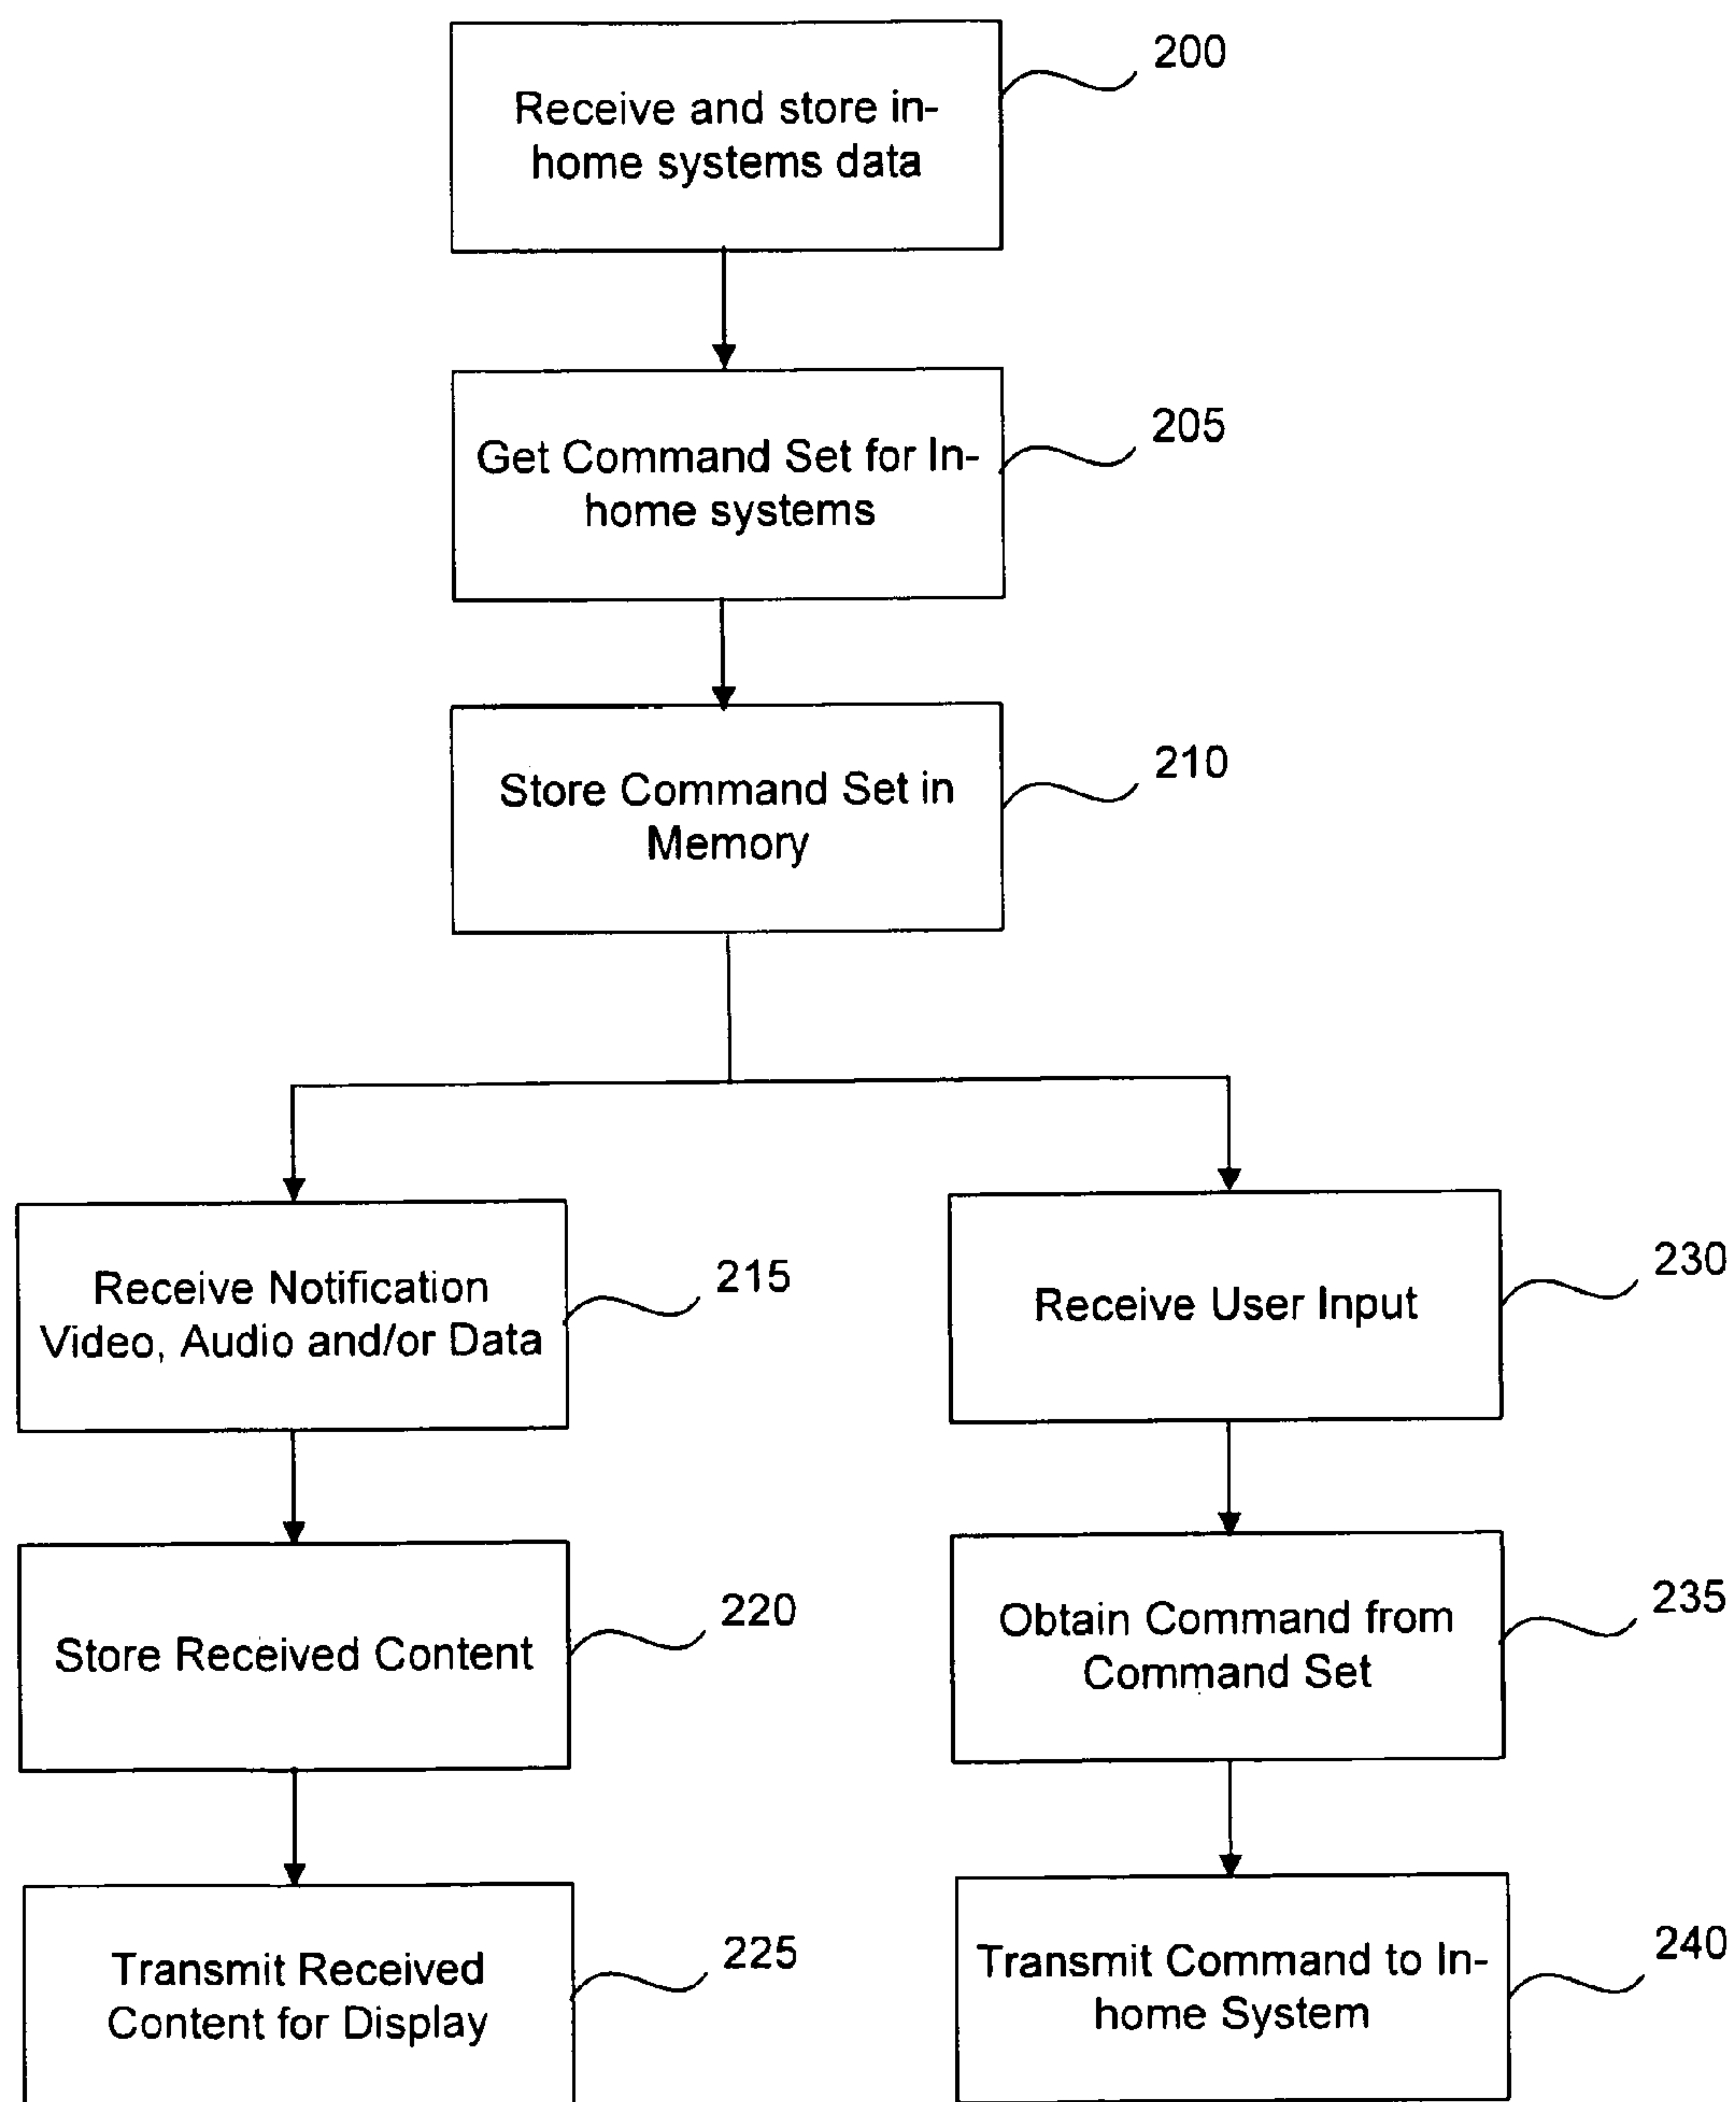 200
Receive and store in-
home systems data
205
Get Command Set for In-
home systems
210
Store Command Set in
Memory
215
Receive Notification
Video, Audio and/or Data
230
Receive User Input
220
Store Received Content
235
Obtain Command from
Command Set
225
Transmit Received
Content for Display
240
Transmit Command to In-
home System